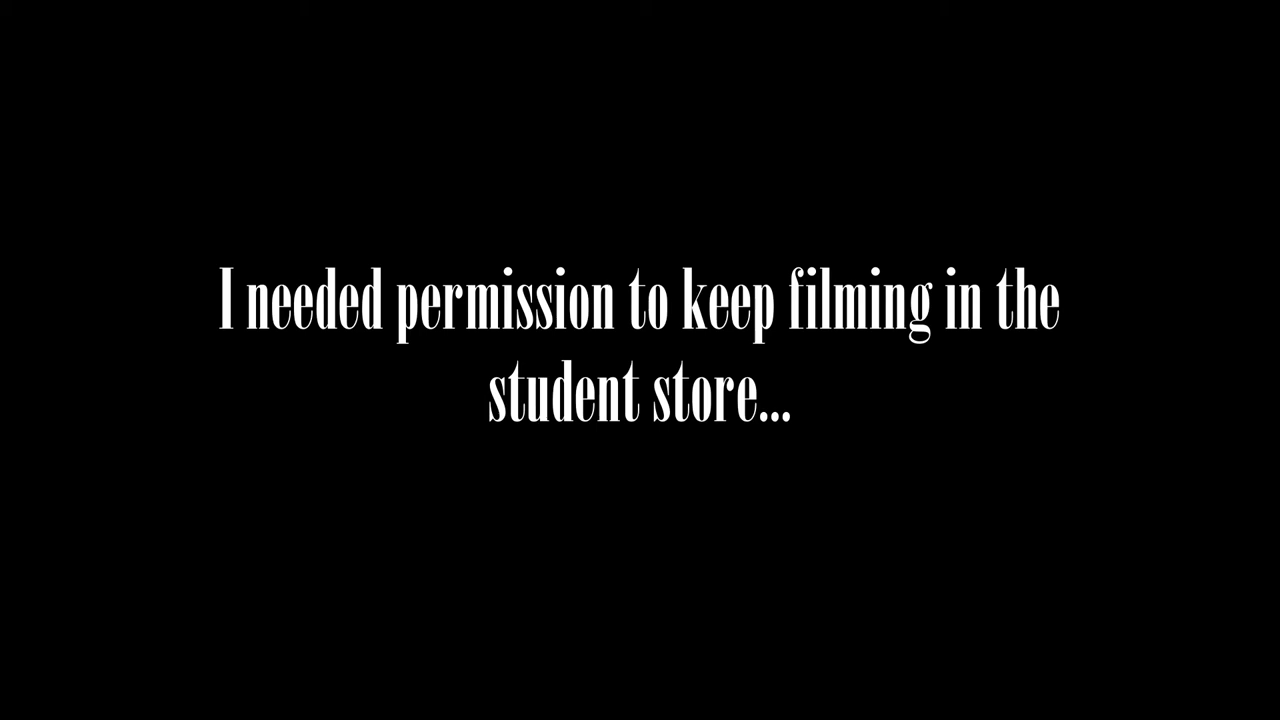 I needed permission to keep filming in the
student store...